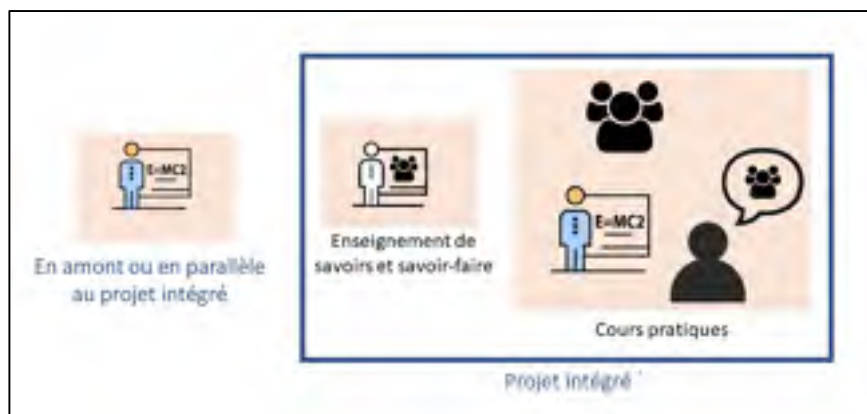 E=MC2
En amont ou en parallèle
au projet intégré
Enseignement de
savoirs et savoir-faire
E=MC2
Cours pratiques
Projet intégré